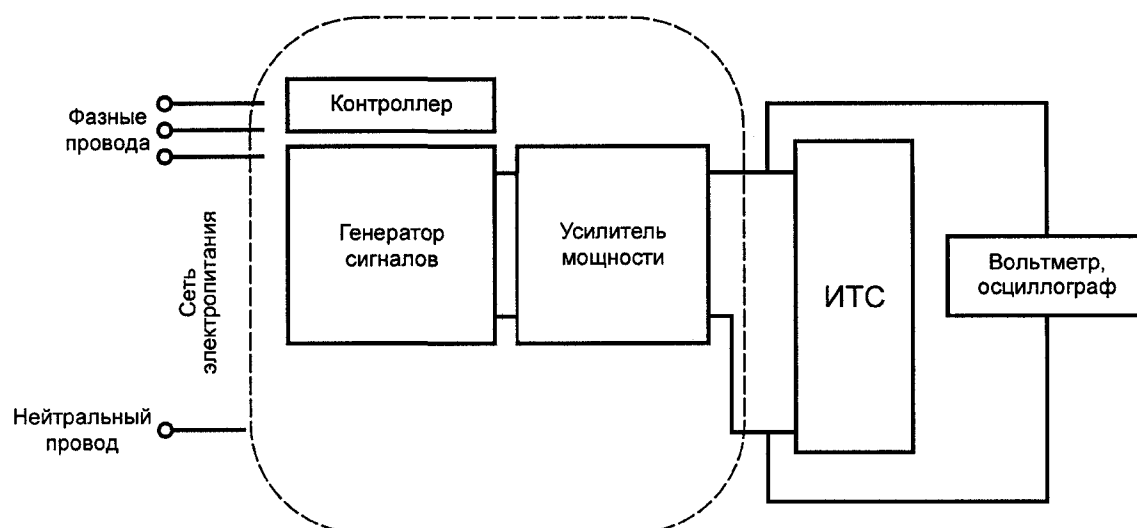 Контроллер
Фазные
провода
Генератор
сигналов
Усилитель
мощности
Сеть
электропитания
ИТС
Вольтметр,
осциллограф
Нейтральный
провод